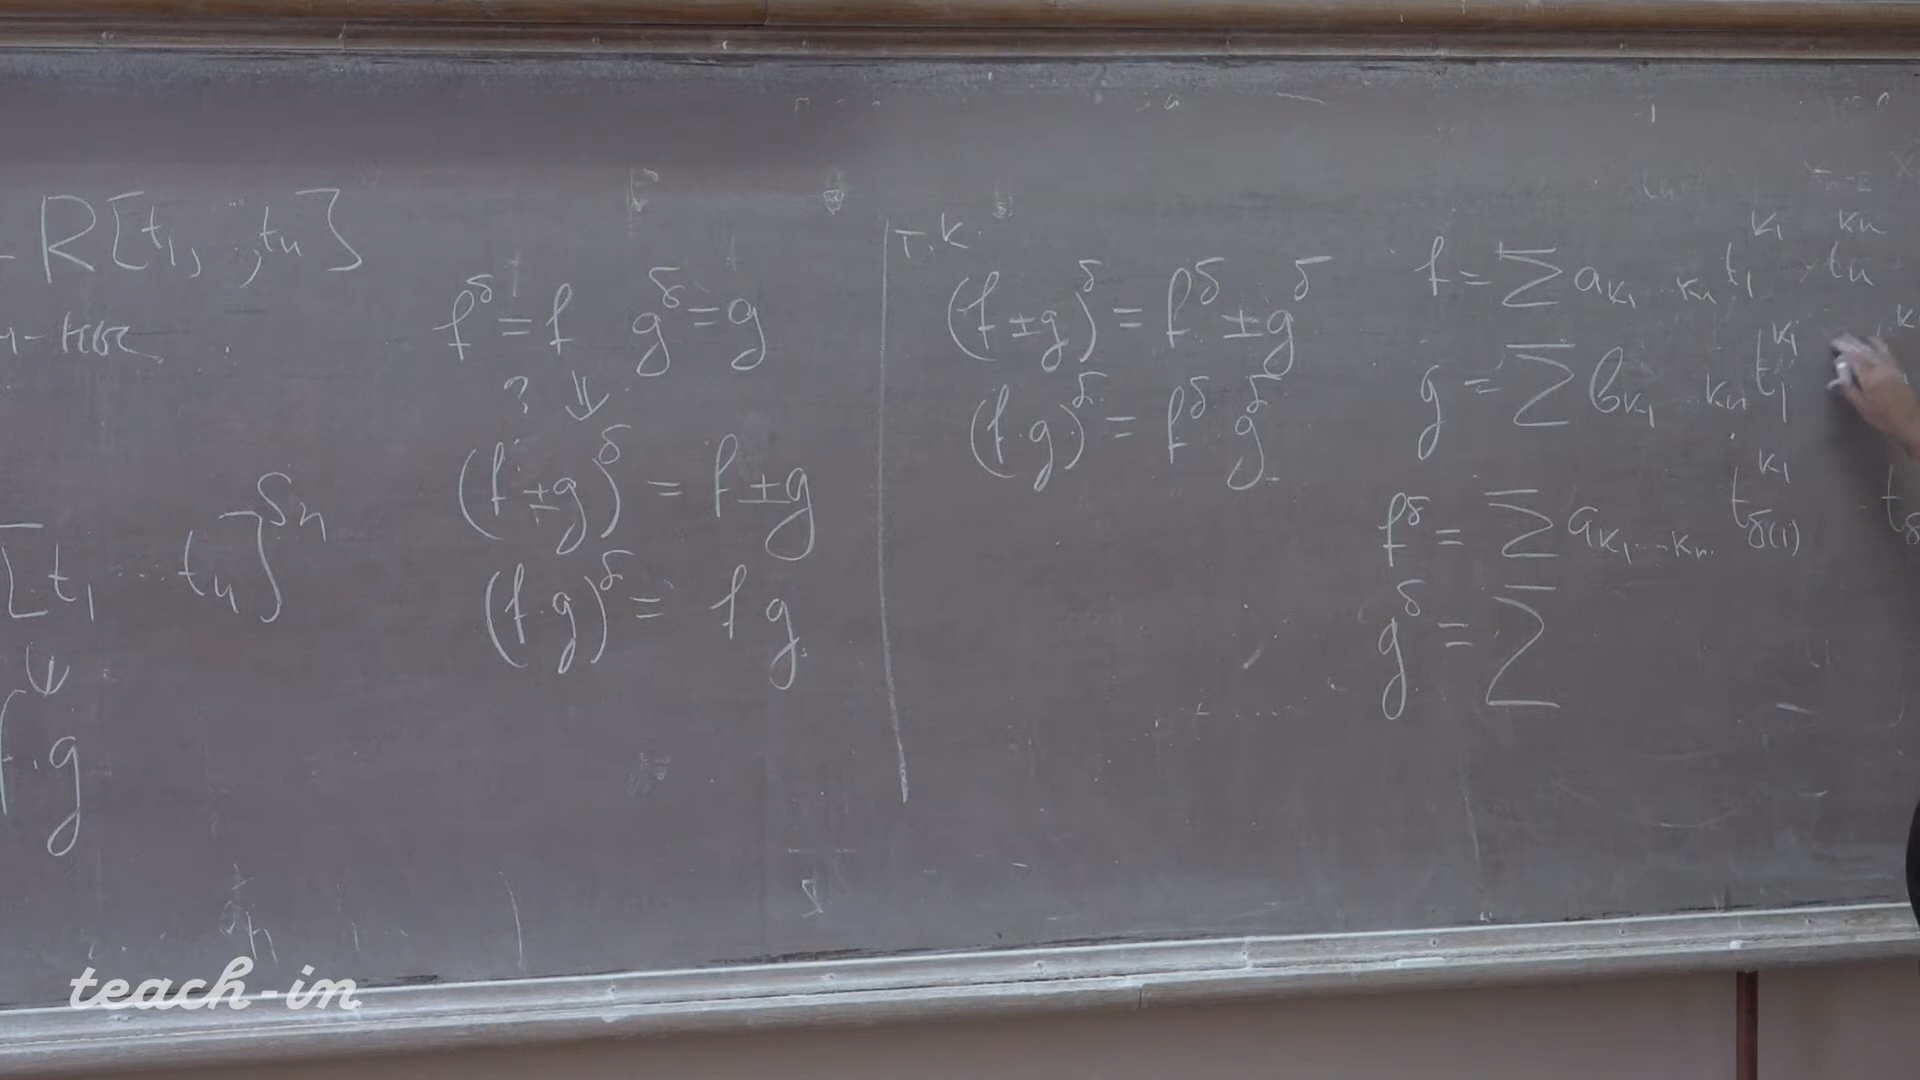 R[t₁, , tₙ]
f^δ = f g^δ = g
? ⇓
(f ± g)^δ = f ± g
(f · g)^δ = f g
[t₁ ... tₙ]^Sₙ
f · g
т.к.
(f ± g)^δ = f^δ ± g^δ
(f · g)^δ = f^δ · g^δ
f = ∑ a_{k₁ ... kₙ} t₁^{k₁} ... tₙ^{kₙ}
g = ∑ b_{k₁ ... kₙ} t₁^{k₁}
f^δ = ∑ a_{k₁ ... kₙ} t_{δ(1)}^{k₁} ... t_δ
g^δ = ∑
teach-in